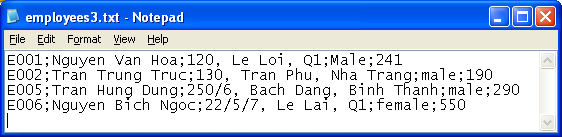 employees3.txt - Notepad
File Edit Format View Help
E001;Nguyen Van Hoa;120, Le Loi, Q1;Male;241
E002;Tran Trung Truc;130, Tran Phu, Nha Trang;male;190
E005;Tran Hung Dung;250/6, Bach Dang, Binh Thanh;male;290
E006;Nguyen Bich Ngoc;22/5/7, Le Lai, Q1;female;550